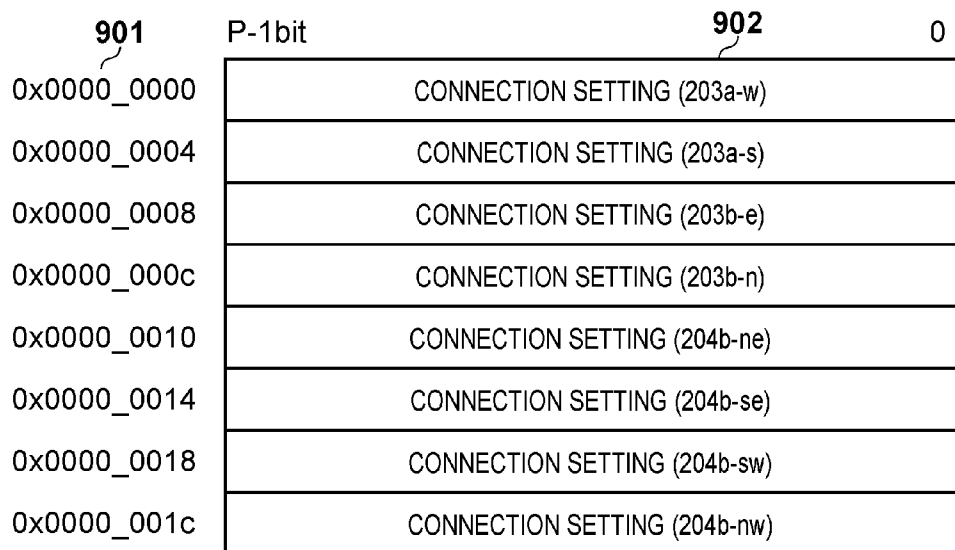 901 P-1bit 902 0
0x0000_0000 CONNECTION SETTING (203a-w)
0x0000_0004 CONNECTION SETTING (203a-s)
0x0000_0008 CONNECTION SETTING (203b-e)
0x0000_000c CONNECTION SETTING (203b-n)
0x0000_0010 CONNECTION SETTING (204b-ne)
0x0000_0014 CONNECTION SETTING (204b-se)
0x0000_0018 CONNECTION SETTING (204b-sw)
0x0000_001c CONNECTION SETTING (204b-nw)